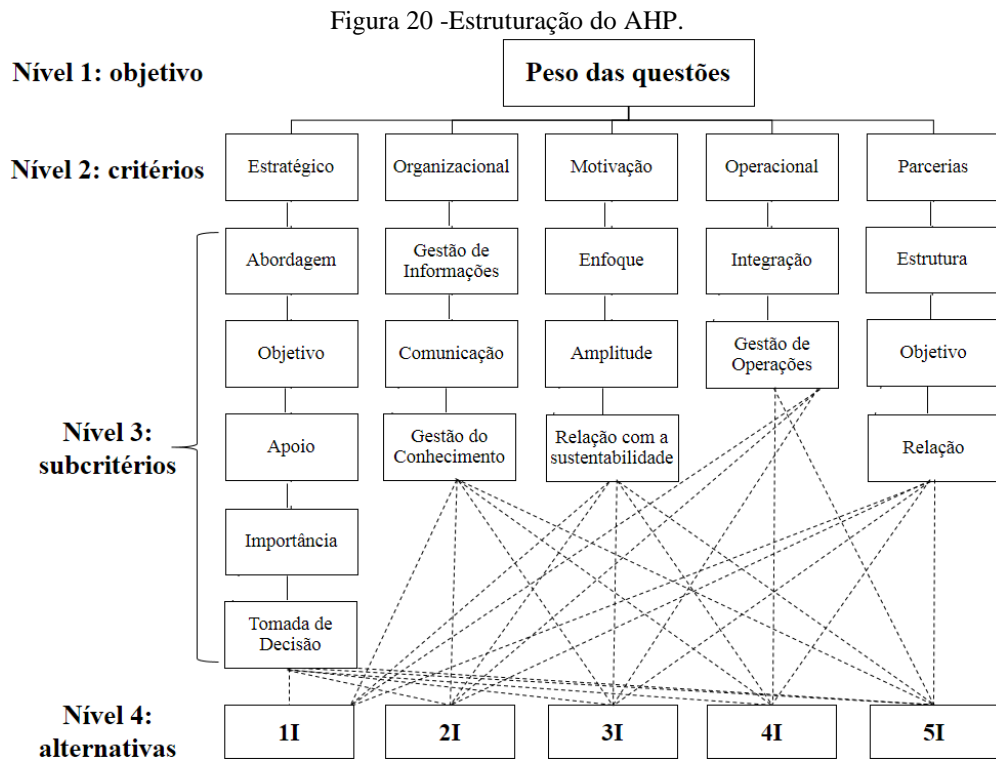 Figura 20 -Estruturação do AHP.
Nível 1: objetivo
Peso das questões
Nível 2: critérios
Estratégico
Organizacional
Motivação
Operacional
Parcerias
Nível 3:
subcritérios
Abordagem
Gestão de
Informações
Enfoque
Integração
Estrutura
Objetivo
Comunicação
Amplitude
Gestão de
Operações
Objetivo
Apoio
Gestão do
Conhecimento
Relação com a
sustentabilidade
Relação
Importância
Tomada de
Decisão
Nível 4:
alternativas
1I
2I
3I
4I
5I